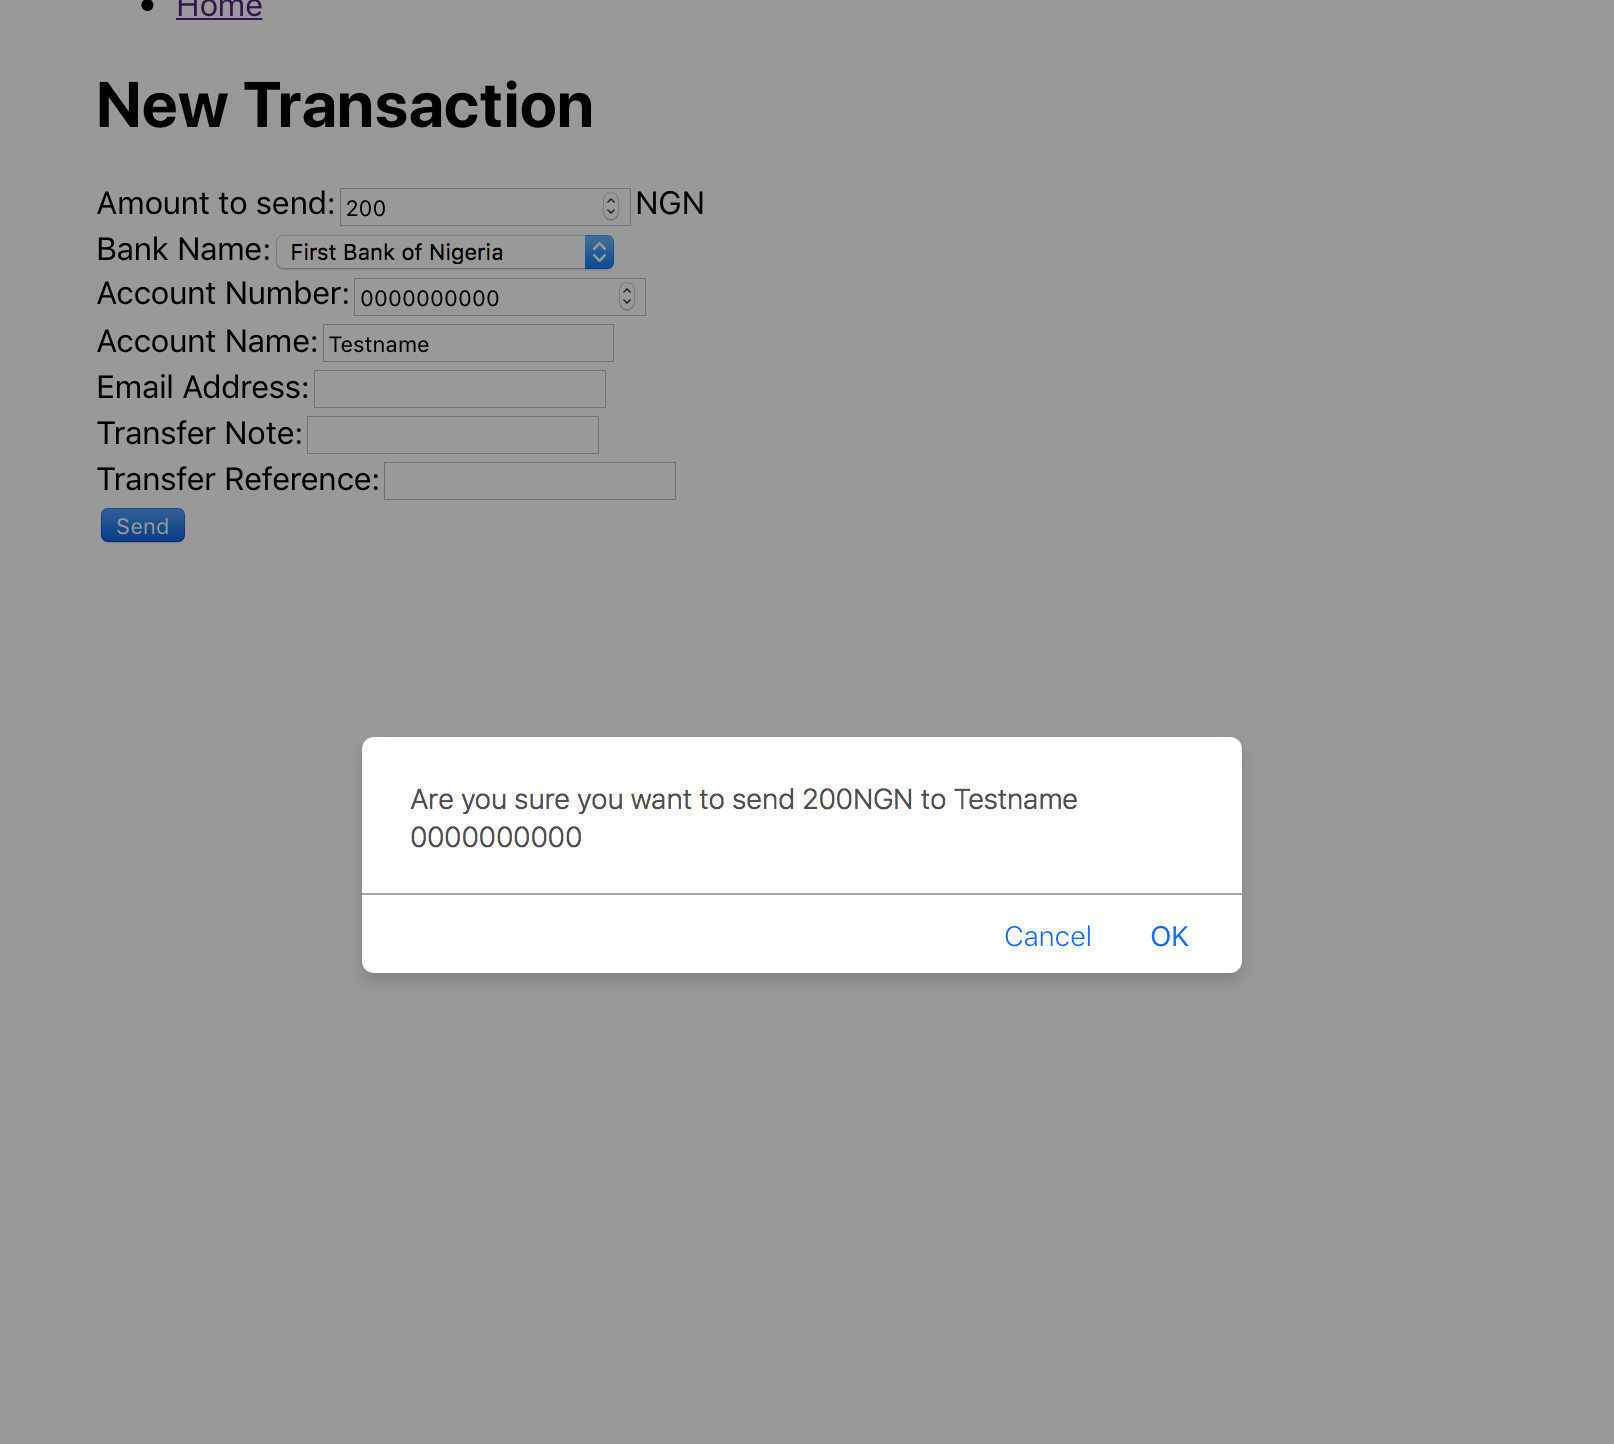 Home
New Transaction
Amount to send: 200 NGN
Bank Name: First Bank of Nigeria
Account Number: 0000000000
Account Name: Testname
Email Address:
Transfer Note:
Transfer Reference:
Send
Are you sure you want to send 200NGN to Testname
0000000000
Cancel OK